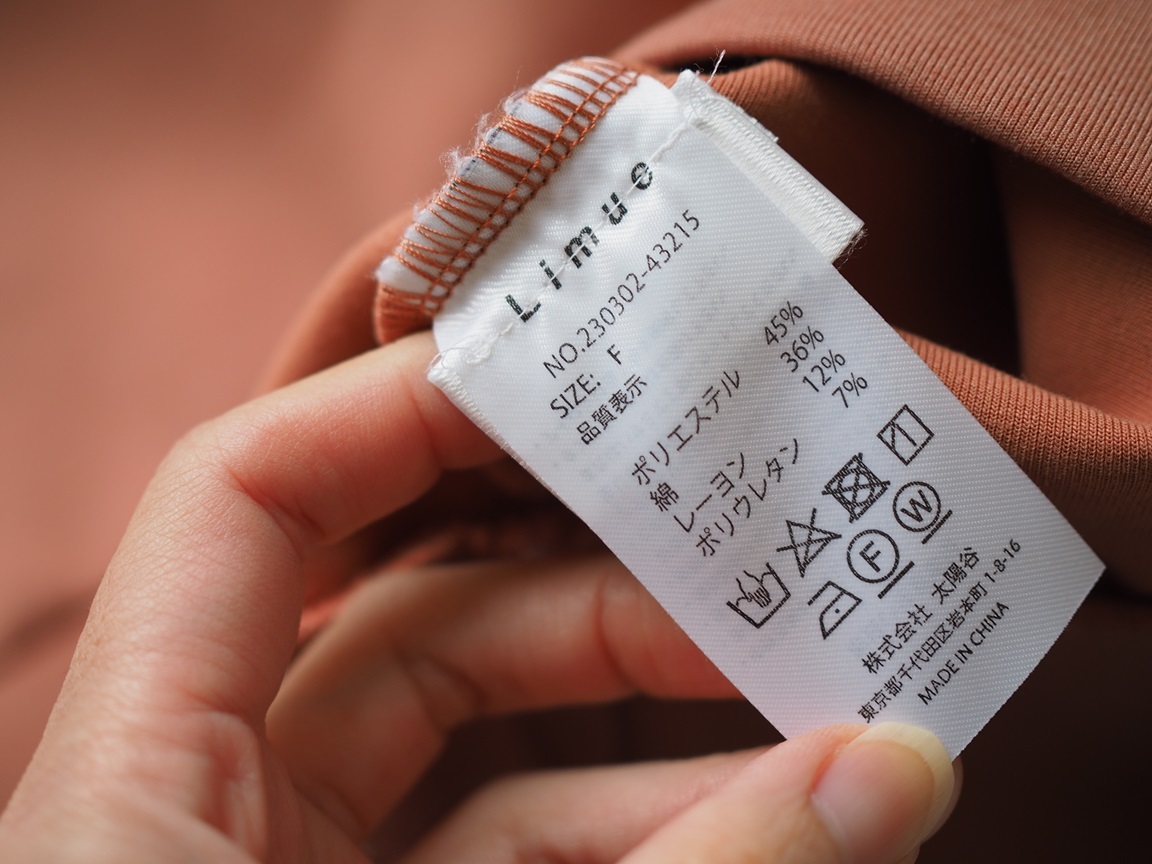 Limue
NO.230302-43215
SIZE: F
品質表示
ポリエステル 45%
綿 36%
レーヨン 12%
ポリウレタン 7%
F
W
株式会社 太陽谷
東京都千代田区岩本町 1-8-16
MADE IN CHINA